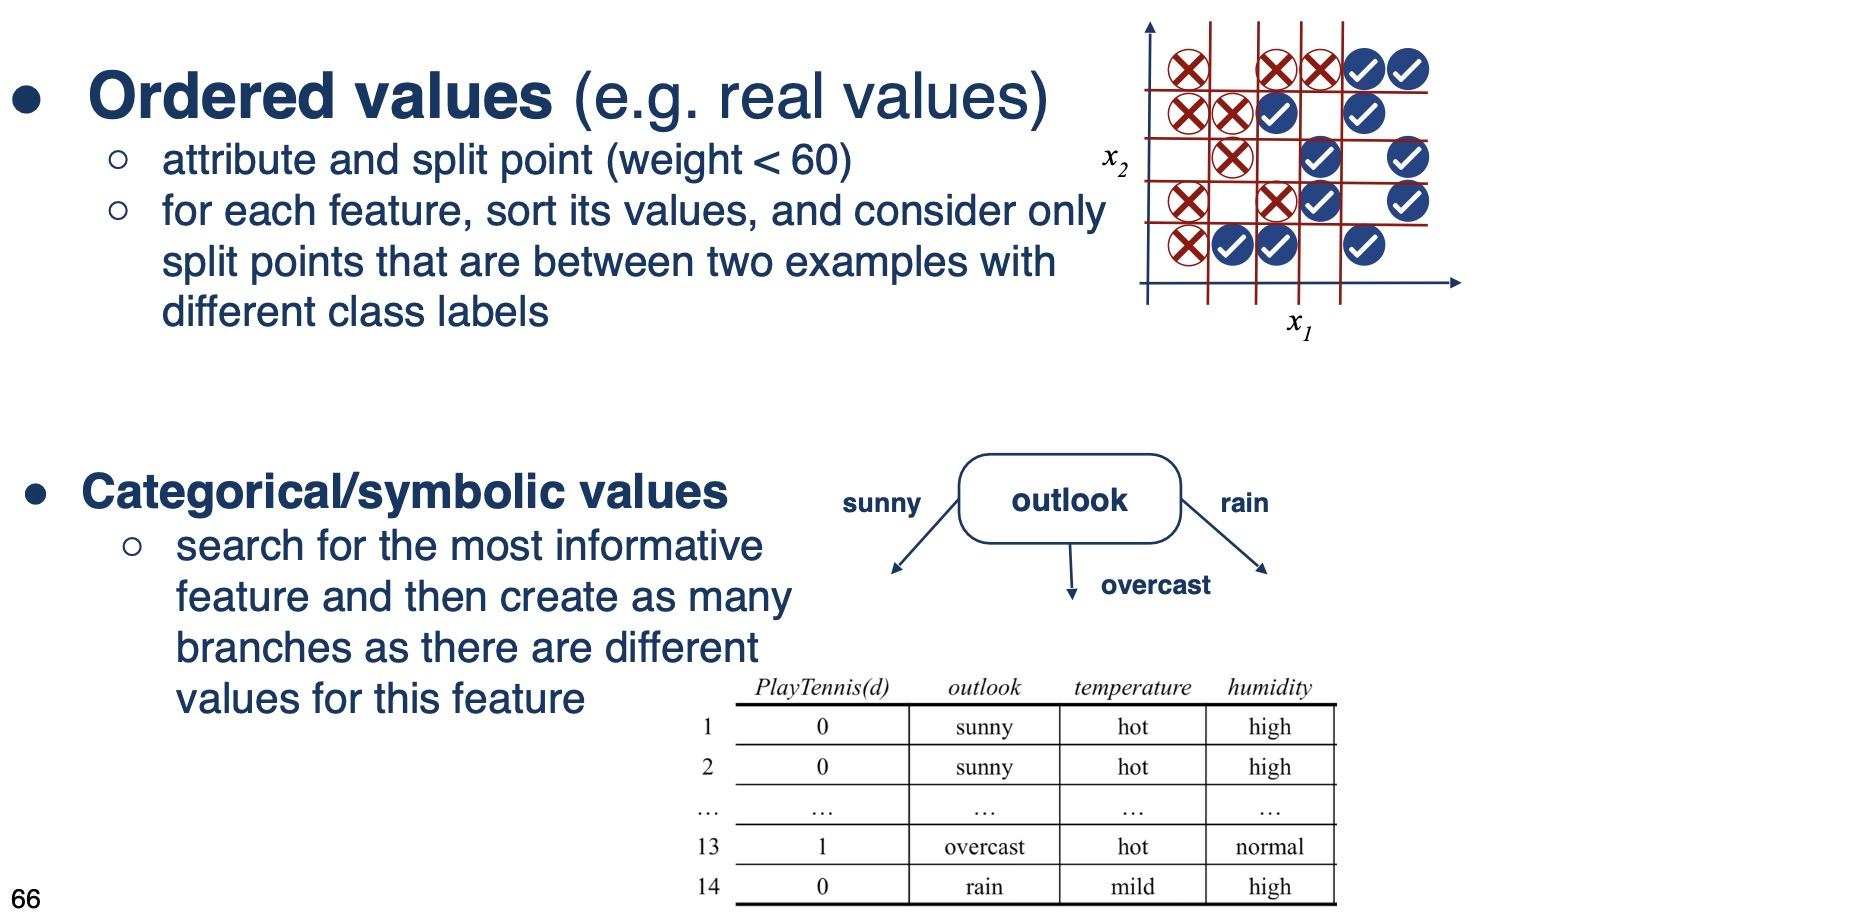 ● Ordered values (e.g. real values)
○ attribute and split point (weight < 60)
○ for each feature, sort its values, and consider only
split points that are between two examples with
different class labels
x2
x1
● Categorical/symbolic values
○ search for the most informative
feature and then create as many
branches as there are different
values for this feature
sunny outlook rain
overcast
PlayTennis(d) outlook temperature humidity
1 0 sunny hot high
2 0 sunny hot high
... ... ... ... ...
13 1 overcast hot normal
14 0 rain mild high
66